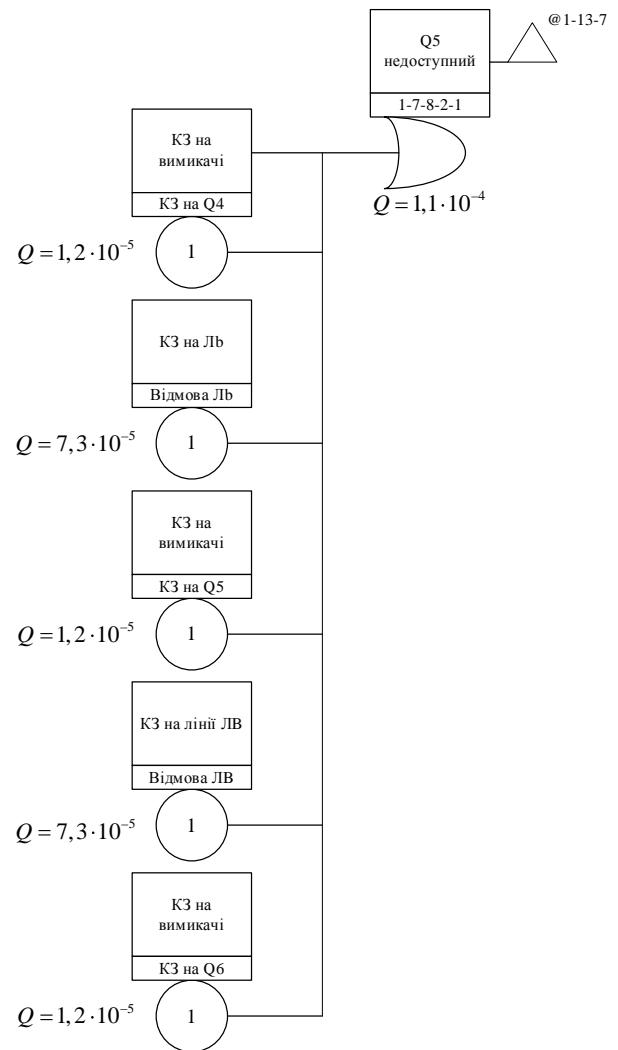 @1-13-7
Q5
недоступний
1-7-8-2-1
Q = 1,1·10⁻⁴
КЗ на
вимикачі
КЗ на Q4
Q = 1,2·10⁻⁵
1
КЗ на Лb
Відмова Лb
Q = 7,3·10⁻⁵
1
КЗ на
вимикачі
КЗ на Q5
Q = 1,2·10⁻⁵
1
КЗ на лінії ЛВ
Відмова ЛВ
Q = 7,3·10⁻⁵
1
КЗ на
вимикачі
КЗ на Q6
Q = 1,2·10⁻⁵
1